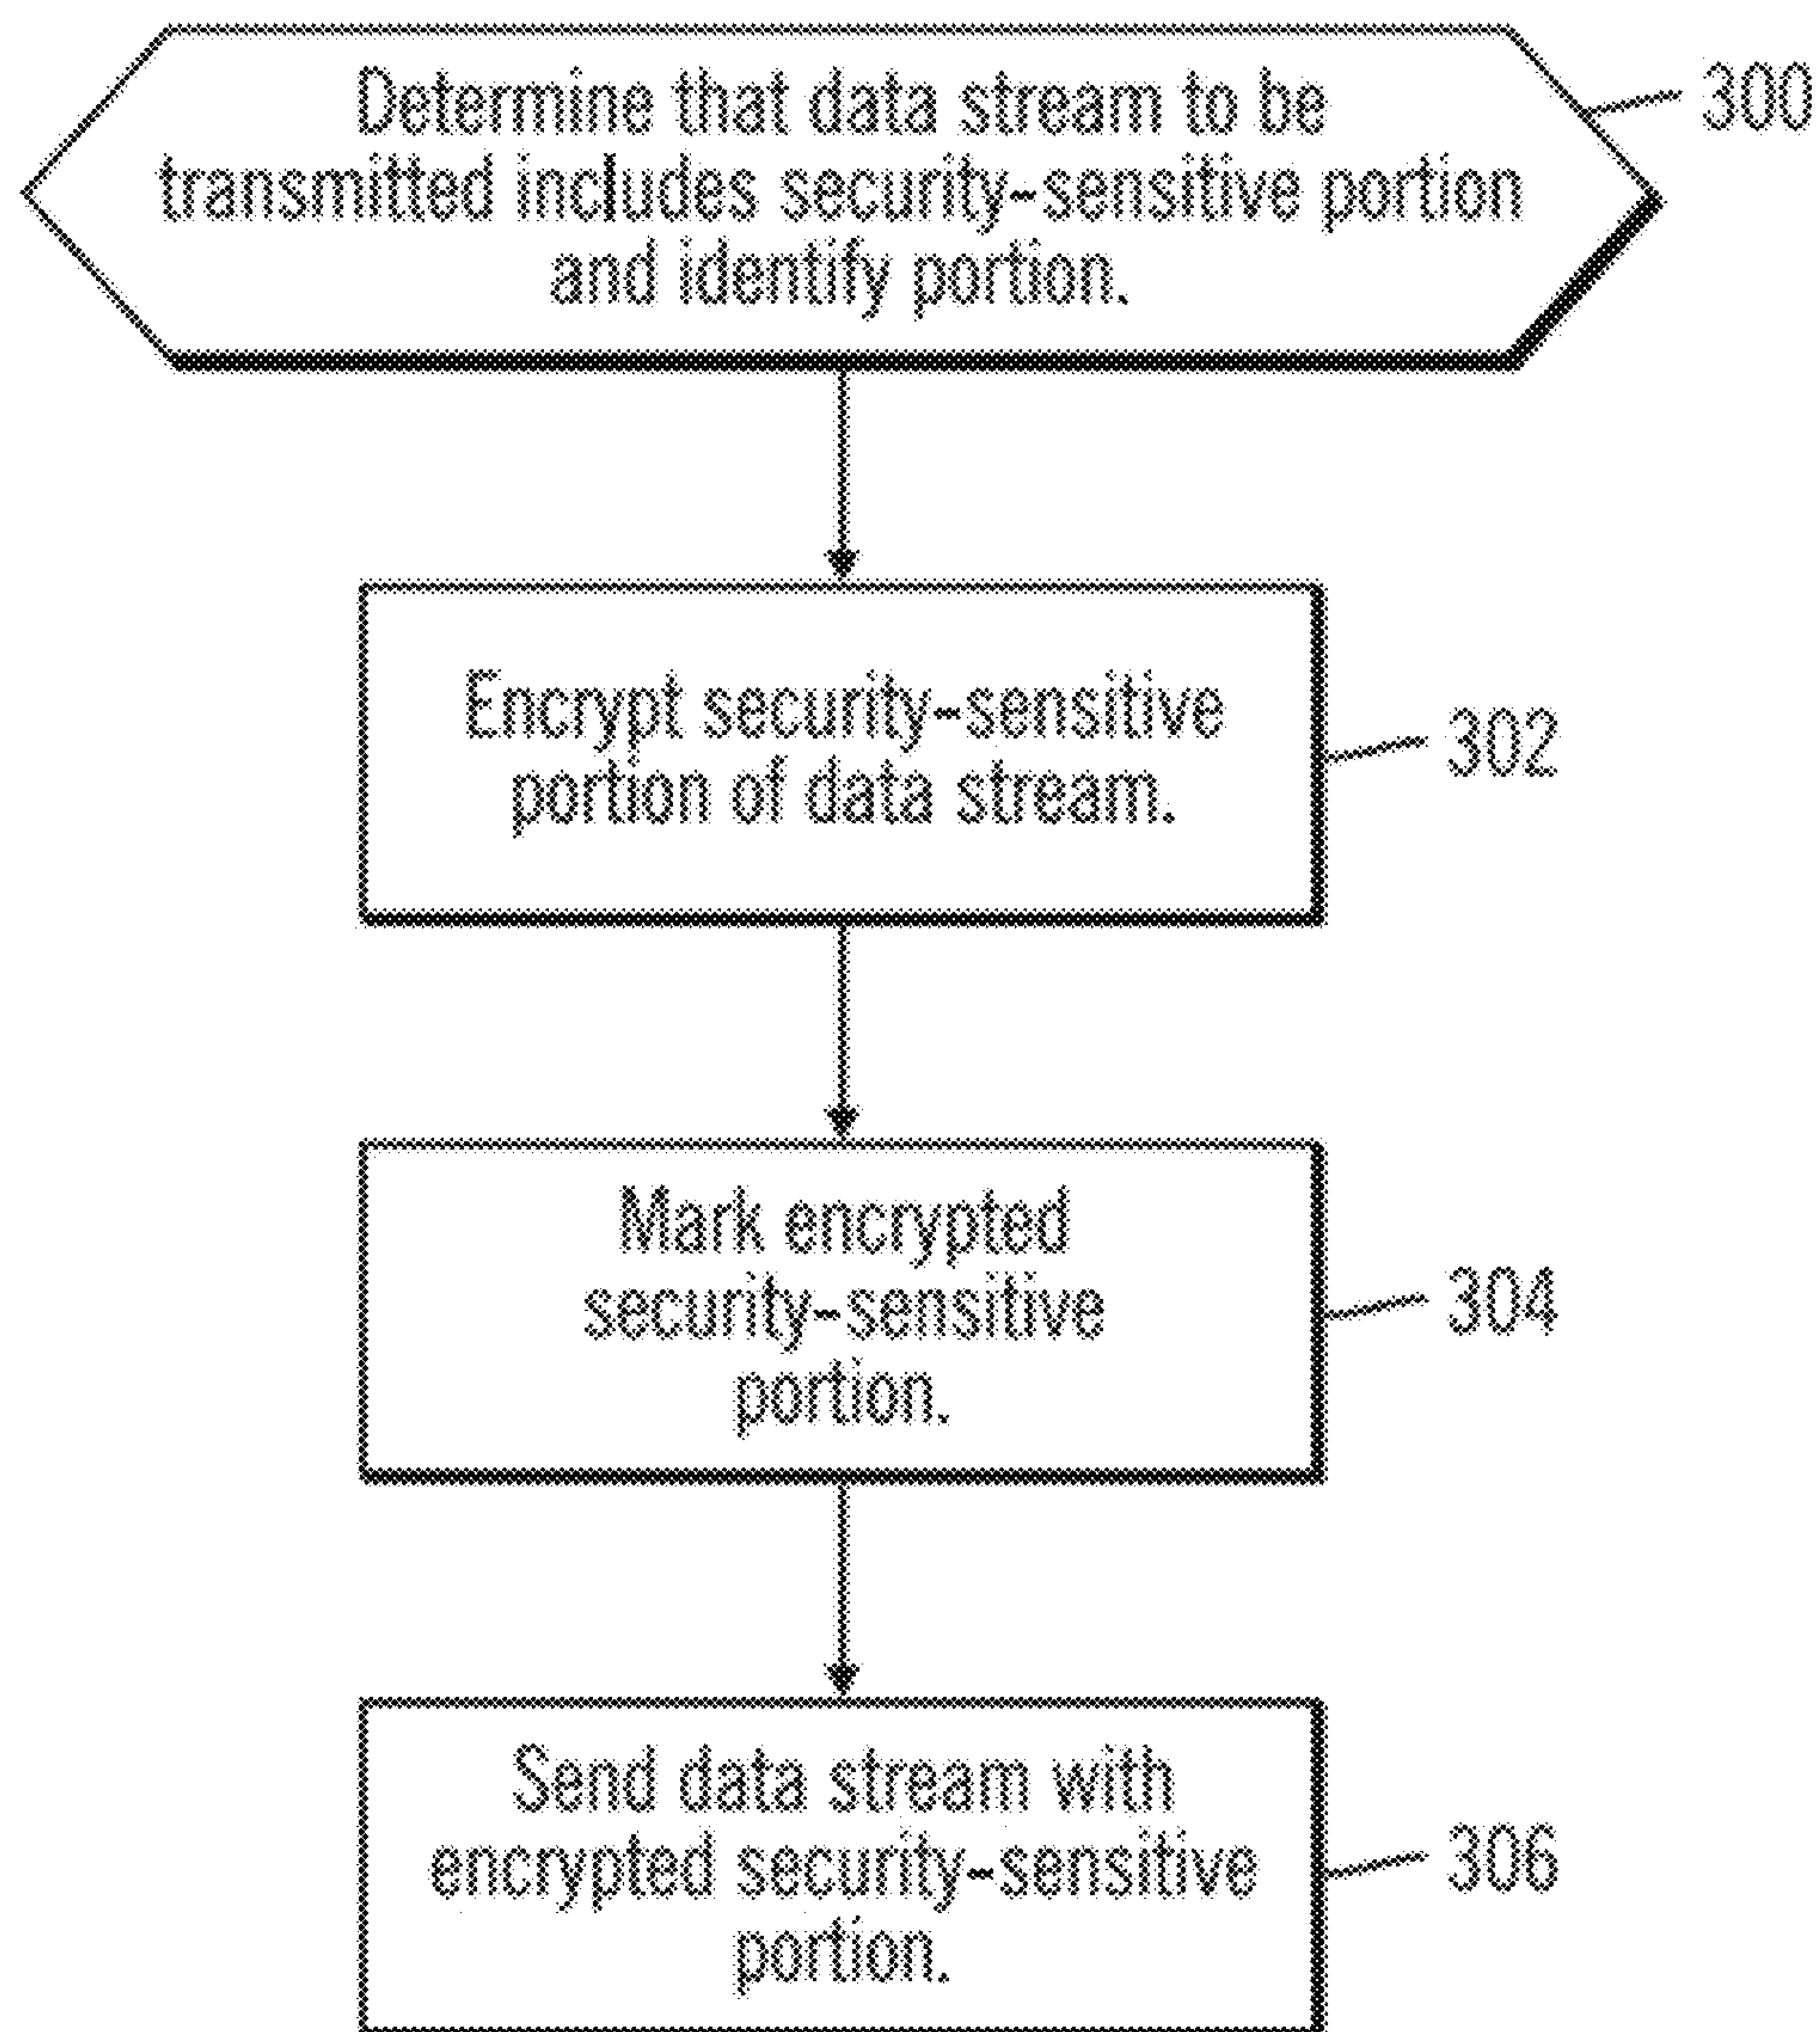 Determine that data stream to be
transmitted includes security-sensitive portion
and identify portion.
300
Encrypt security-sensitive
portion of data stream.
302
Mark encrypted
security-sensitive
portion.
304
Send data stream with
encrypted security-sensitive
portion.
306